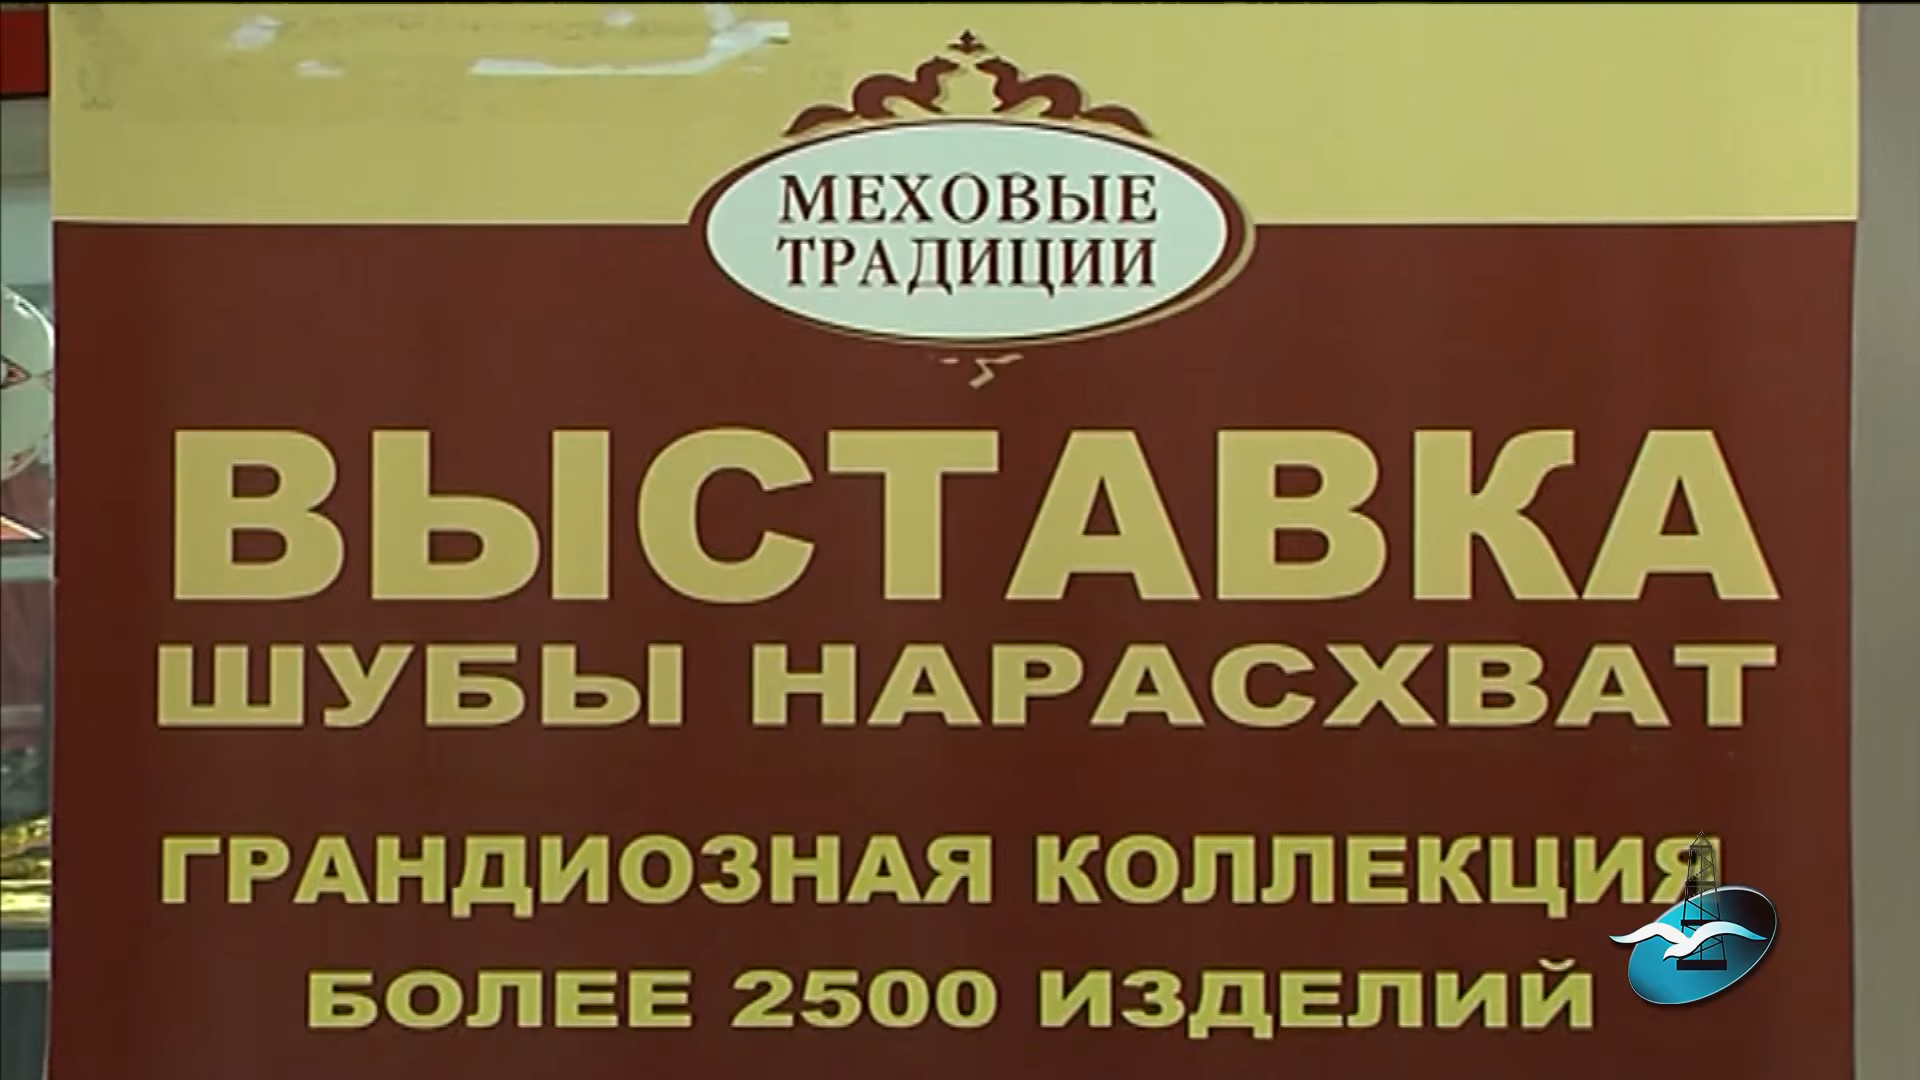 МЕХОВЫЕ
ТРАДИЦИИ
ВЫСТАВКА
ШУБЫ НАРАСХВАТ
ГРАНДИОЗНАЯ КОЛЛЕКЦИЯ
БОЛЕЕ 2500 ИЗДЕЛИЙ